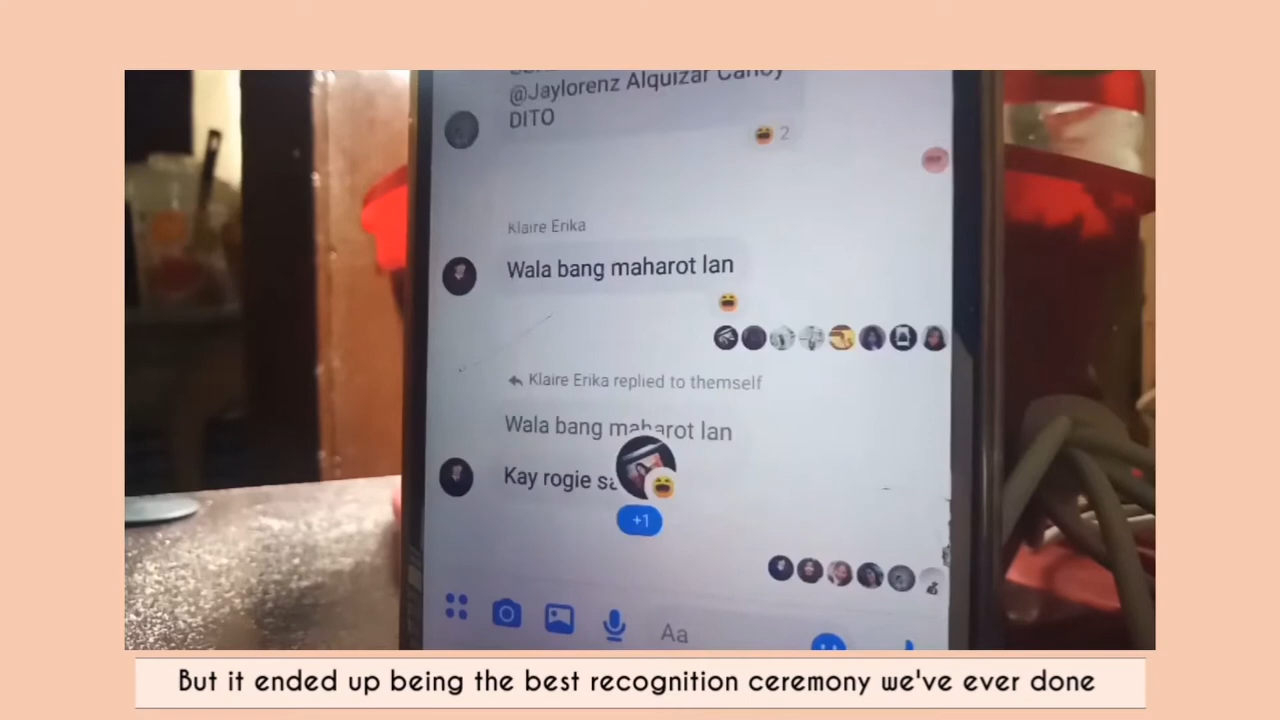 @Jaylorenz Alquizar Canoy
DITO
2
Klaire Erika
Wala bang maharot lan
Klaire Erika replied to themself
Wala bang maharot lan
Kay rogie
+1
Aa
But it ended up being the best recognition ceremony we've ever done